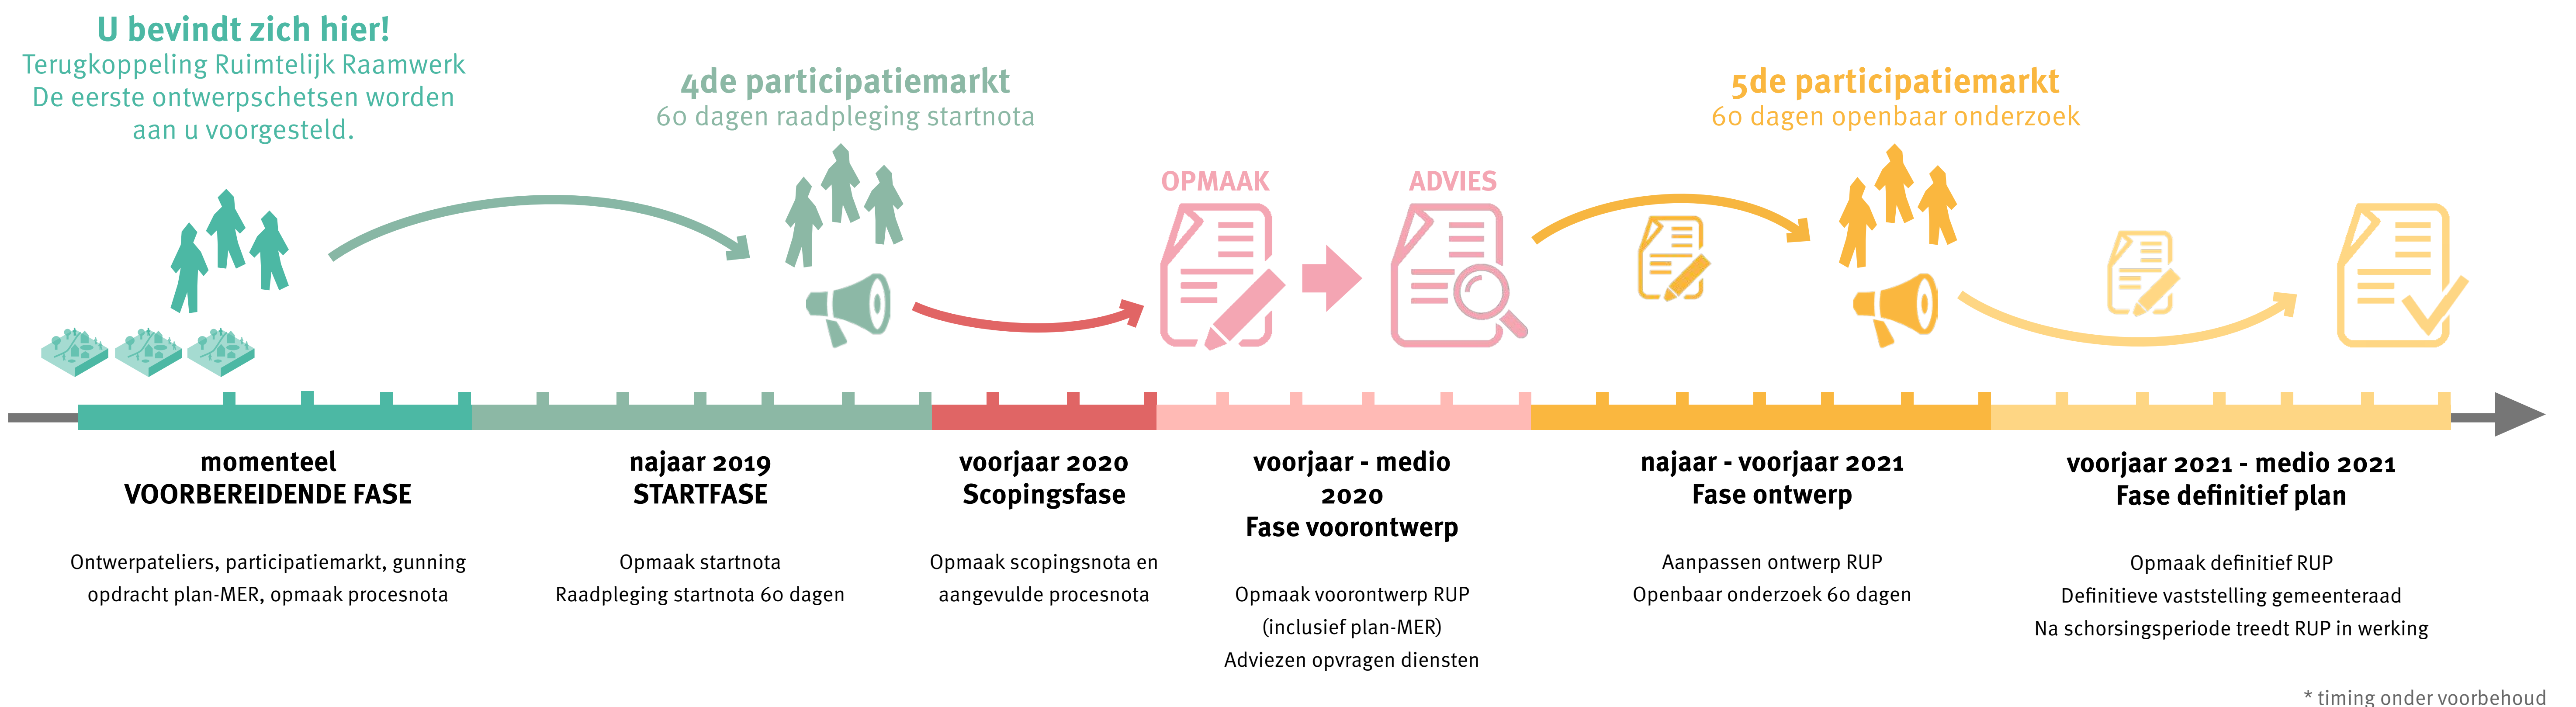 U bevindt zich hier!
Terugkoppeling Ruimtelijk Raamwerk
De eerste ontwerpschetsen worden
aan u voorgesteld.
4de participatiemarkt
60 dagen raadpleging startnota
OPMAAK
ADVIES
5de participatiemarkt
60 dagen openbaar onderzoek
momenteel
VOORBEREIDENDE FASE
Ontwerpateliers, participatiemarkt, gunning
opdracht plan-MER, opmaak procesnota
najaar 2019
STARTFASE
Opmaak startnota
Raadpleging startnota 60 dagen
voorjaar 2020
Scopingsfase
Opmaak scopingsnota en
aangevulde procesnota
voorjaar - medio
2020
Fase voorontwerp
Opmaak voorontwerp RUP
(inclusief plan-MER)
Adviezen opvragen diensten
najaar - voorjaar 2021
Fase ontwerp
Aanpassen ontwerp RUP
Openbaar onderzoek 60 dagen
voorjaar 2021 - medio 2021
Fase definitief plan
Opmaak definitief RUP
Definitieve vaststelling gemeenteraad
Na schorsingsperiode treedt RUP in werking
* timing onder voorbehoud